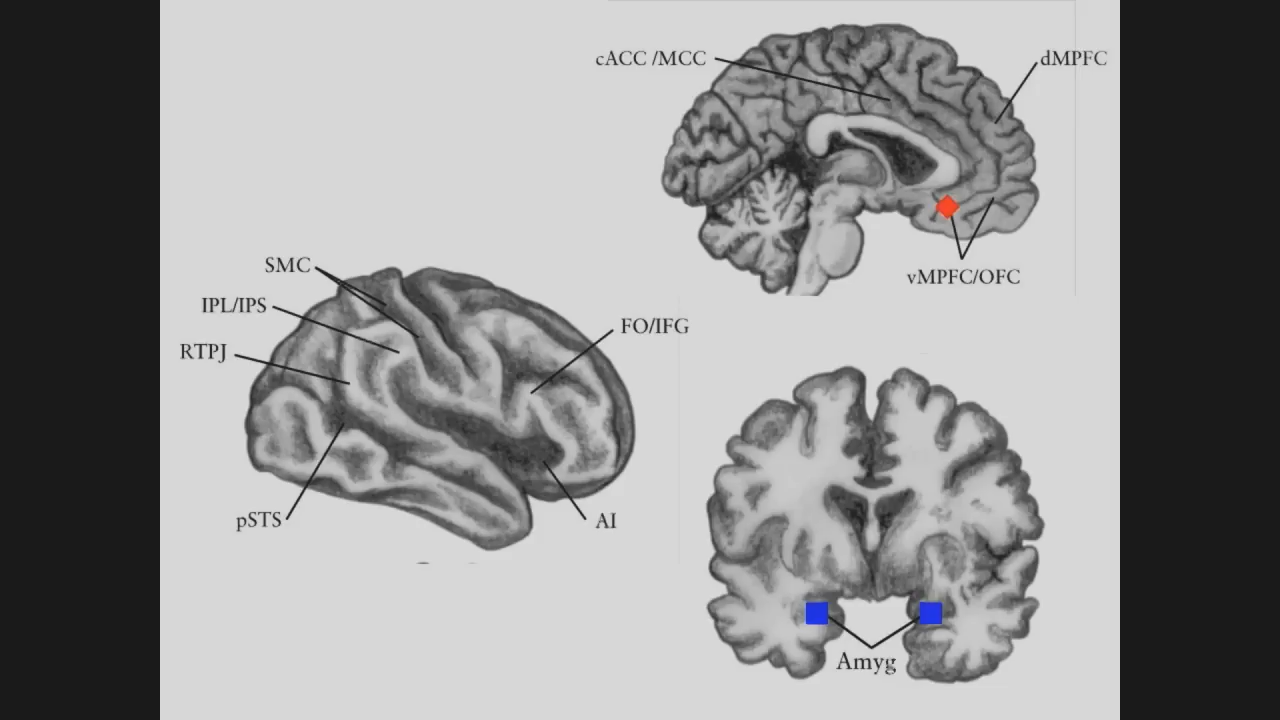 cACC /MCC
dMPFC
vMPFC/OFC
SMC
IPL/IPS
RTPJ
FO/IFG
pSTS
AI
Amyg